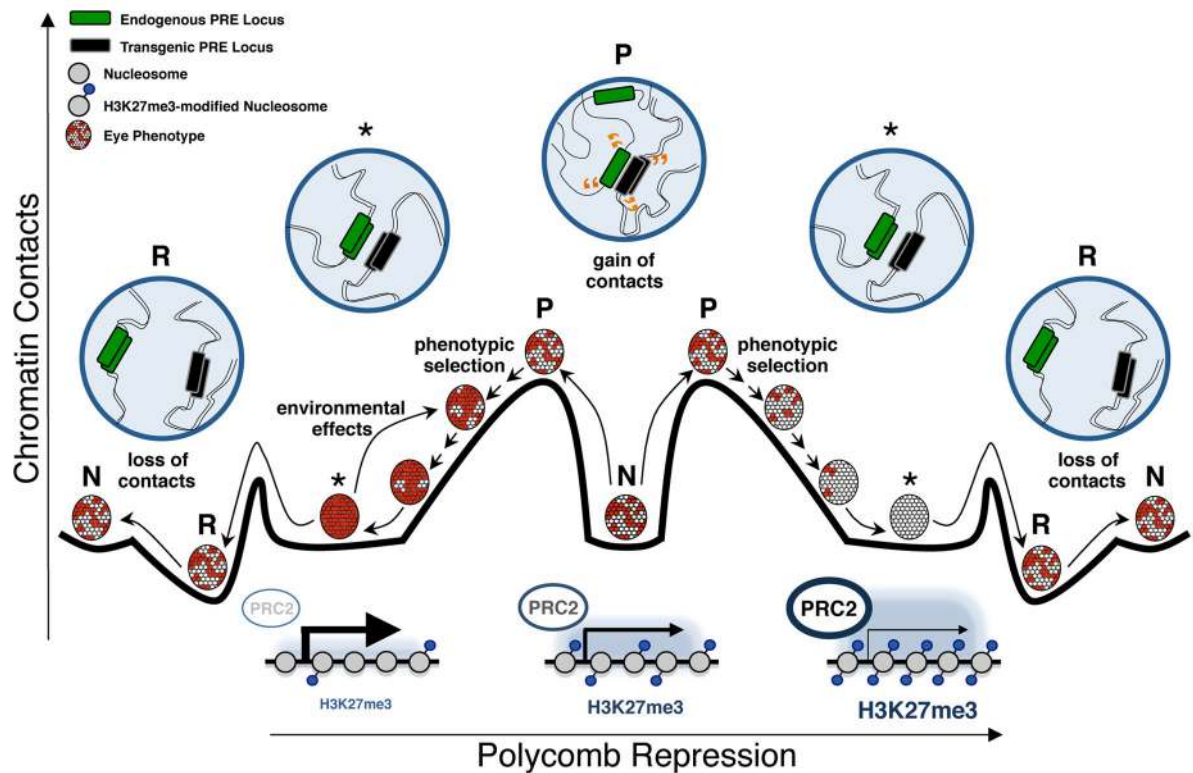 Endogenous PRE Locus
Transgenic PRE Locus
Nucleosome
H3K27me3-modified Nucleosome
Eye Phenotype
Chromatin Contacts
P
*
*
gain of
contacts
R
R
P
P
phenotypic
selection
phenotypic
selection
environmental
effects
loss of
contacts
loss of
contacts
N
R
*
N
*
R
N
PRC2
PRC2
PRC2
H3K27me3
H3K27me3
H3K27me3
Polycomb Repression